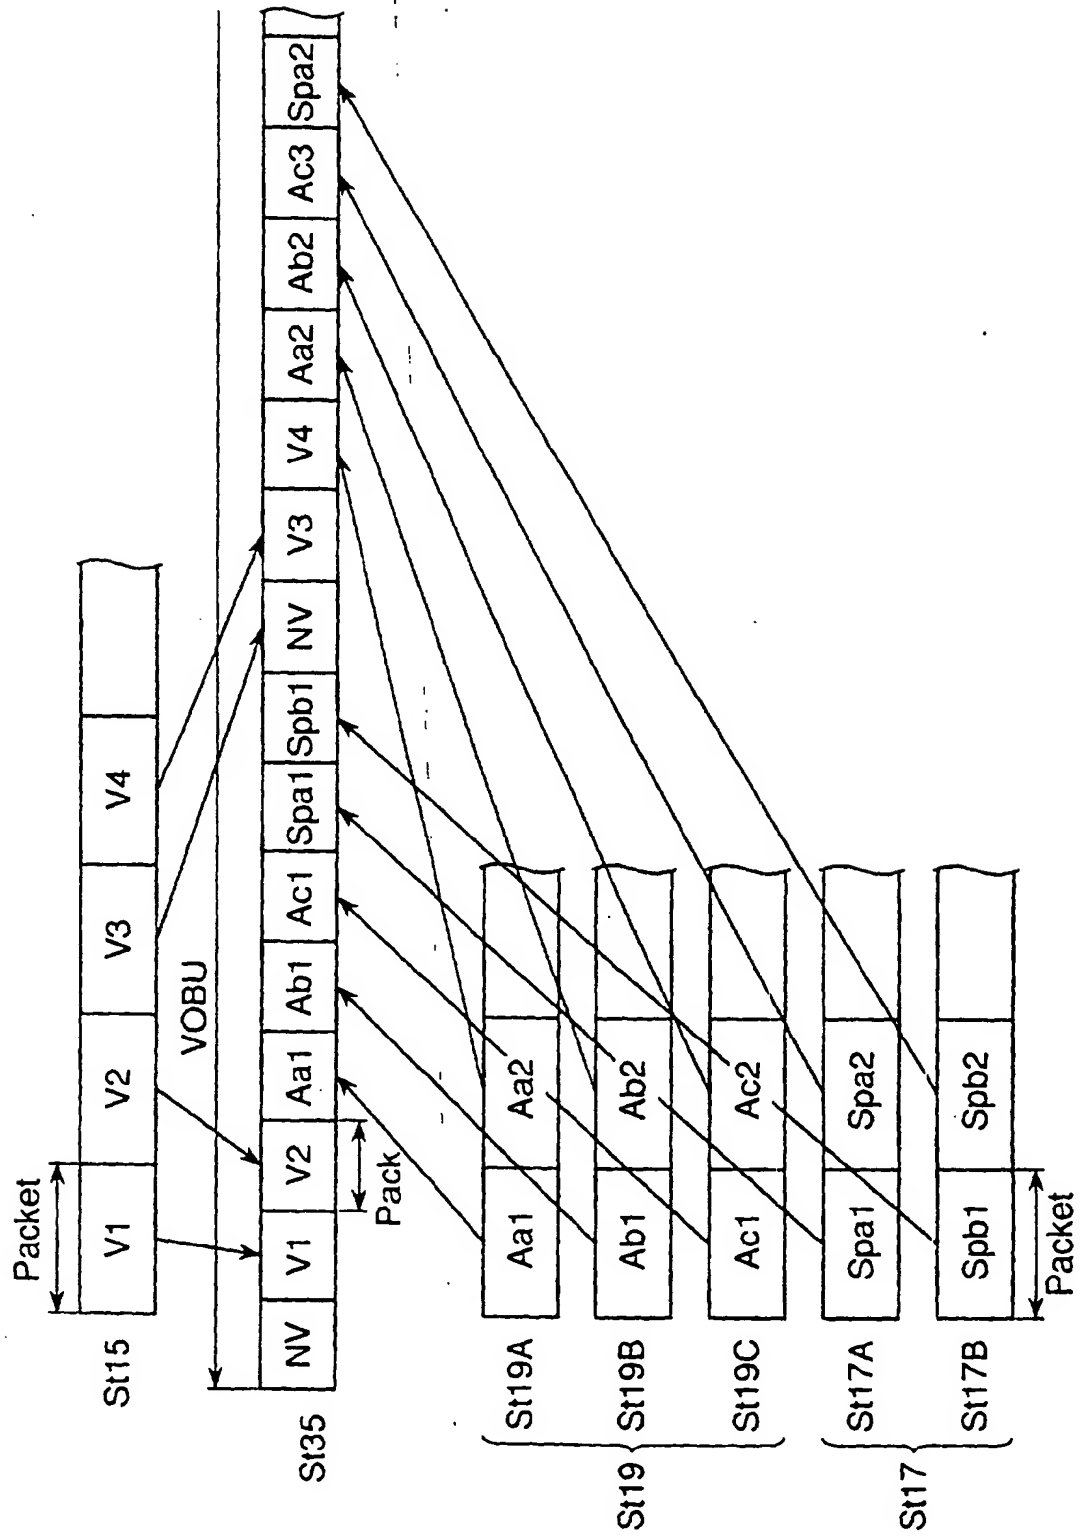 Packet
St15 V1 V2 V3 V4
VOBU
St35 NV V1 V2 Aa1 Ab1 Ac1 Spa1 Spb1 NV V3 V4 Aa2 Ab2 Ac3 Spa2
Pack
St19
St19A Aa1 Aa2
St19B Ab1 Ab2
St19C Ac1 Ac2
St17
St17A Spa1 Spa2
St17B Spb1 Spb2
Packet